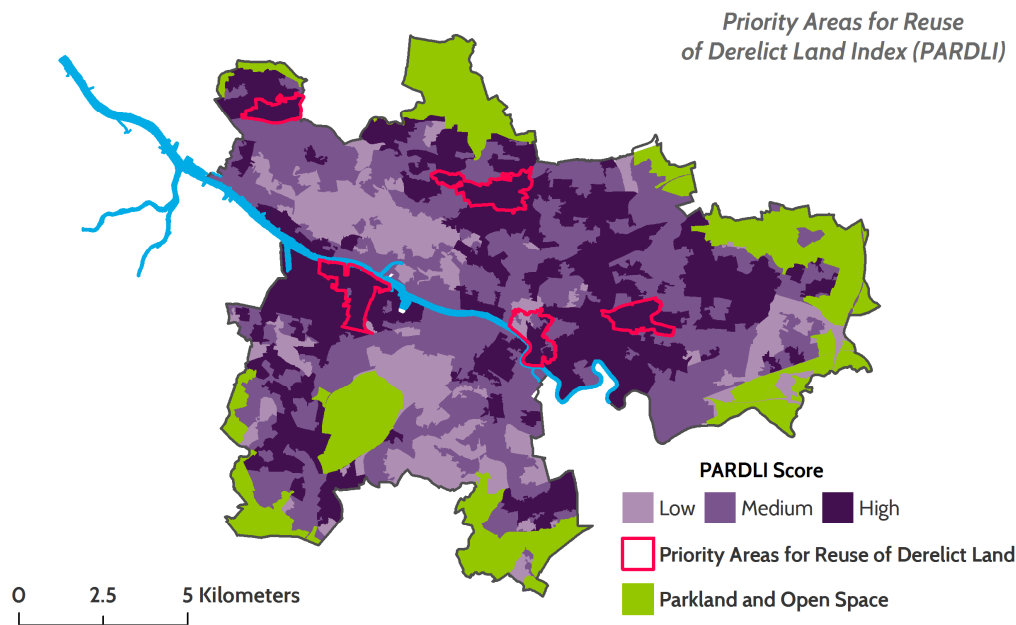 Priority Areas for Reuse
of Derelict Land Index (PARDLI)
PARDLI Score
Low Medium High
Priority Areas for Reuse of Derelict Land
Parkland and Open Space
0 2.5 5 Kilometers